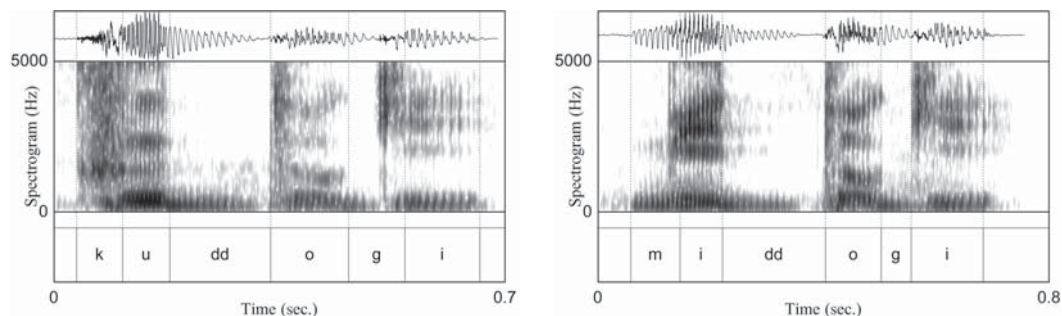 5000
Spectrogram (Hz)
0
k u dd o g i
0 0.7
Time (sec.)
5000
Spectrogram (Hz)
0
m i dd o g i
0 0.8
Time (sec.)